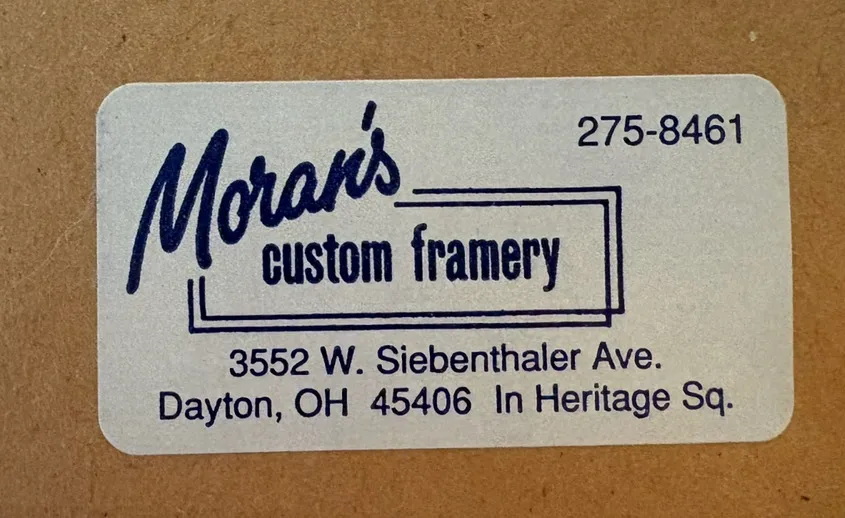 275-8461
Moran's
custom framery
3552 W. Siebenthaler Ave.
Dayton, OH 45406 In Heritage Sq.